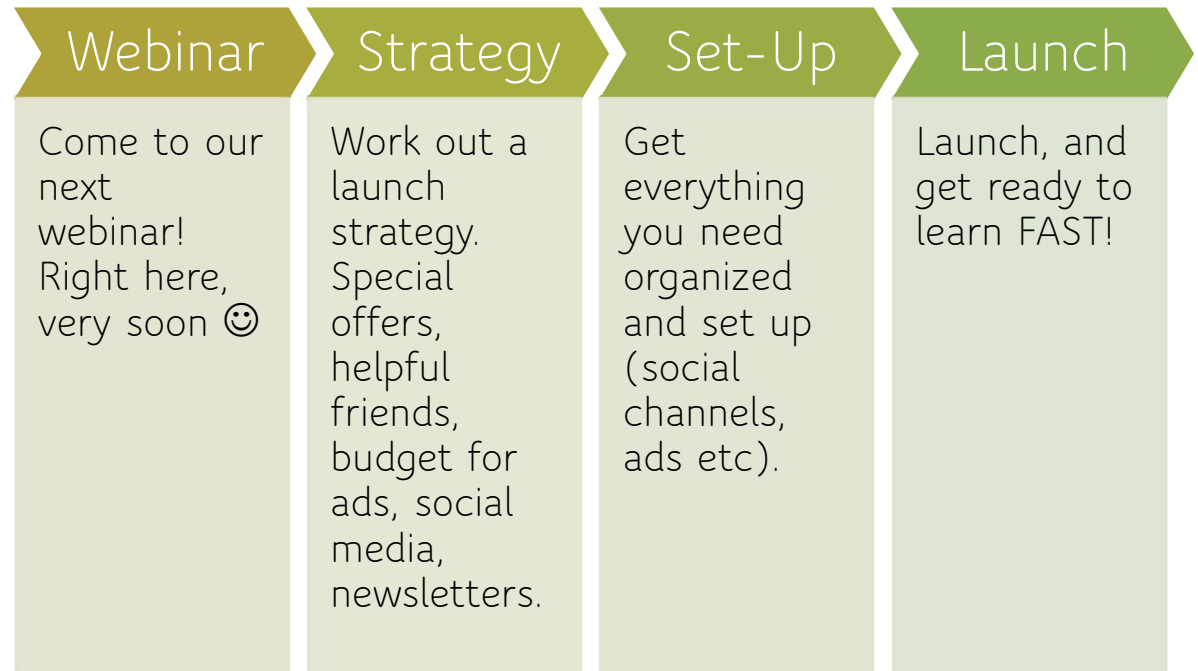 Webinar
Come to our
next
webinar!
Right here,
very soon ☺
Strategy
Work out a
launch
strategy.
Special
offers,
helpful
friends,
budget for
ads, social
media,
newsletters.
Set-Up
Get
everything
you need
organized
and set up
(social
channels,
ads etc).
Launch
Launch, and
get ready to
learn FAST!